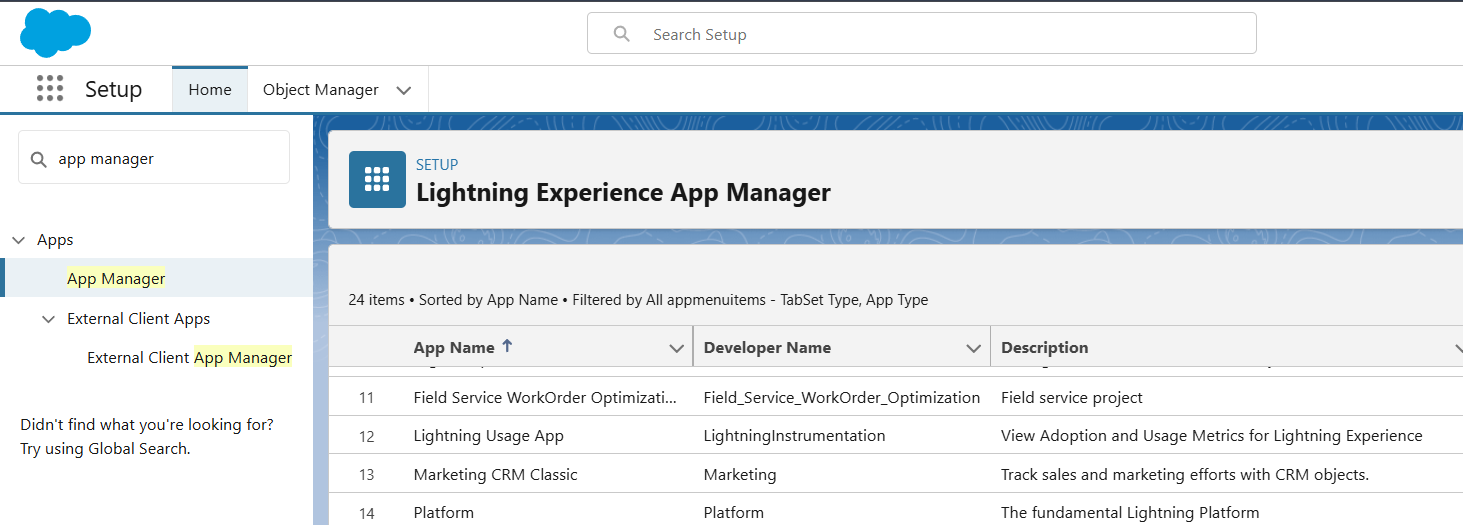 Search Setup
Setup
Home
Object Manager
app manager
Apps
App Manager
External Client Apps
External Client App Manager
Didn't find what you're looking for?
Try using Global Search.
SETUP
Lightning Experience App Manager
24 items • Sorted by App Name • Filtered by All appmenuitems - TabSet Type, App Type
App Name ↑ Developer Name Description
11 Field Service WorkOrder Optimizati... Field_Service_WorkOrder_Optimization Field service project
12 Lightning Usage App LightningInstrumentation View Adoption and Usage Metrics for Lightning Experience
13 Marketing CRM Classic Marketing Track sales and marketing efforts with CRM objects.
14 Platform Platform The fundamental Lightning Platform